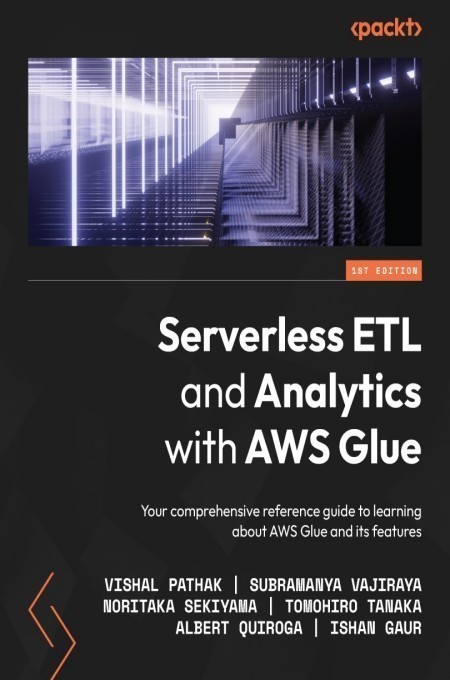 <packt>
1ST EDITION
Serverless ETL
and Analytics
with AWS Glue
Your comprehensive reference guide to learning
about AWS Glue and its features
VISHAL PATHAK | SUBRAMANYA VAJIRAYA
NORITAKA SEKIYAMA | TOMOHIRO TANAKA
ALBERT QUIROGA | ISHAN GAUR